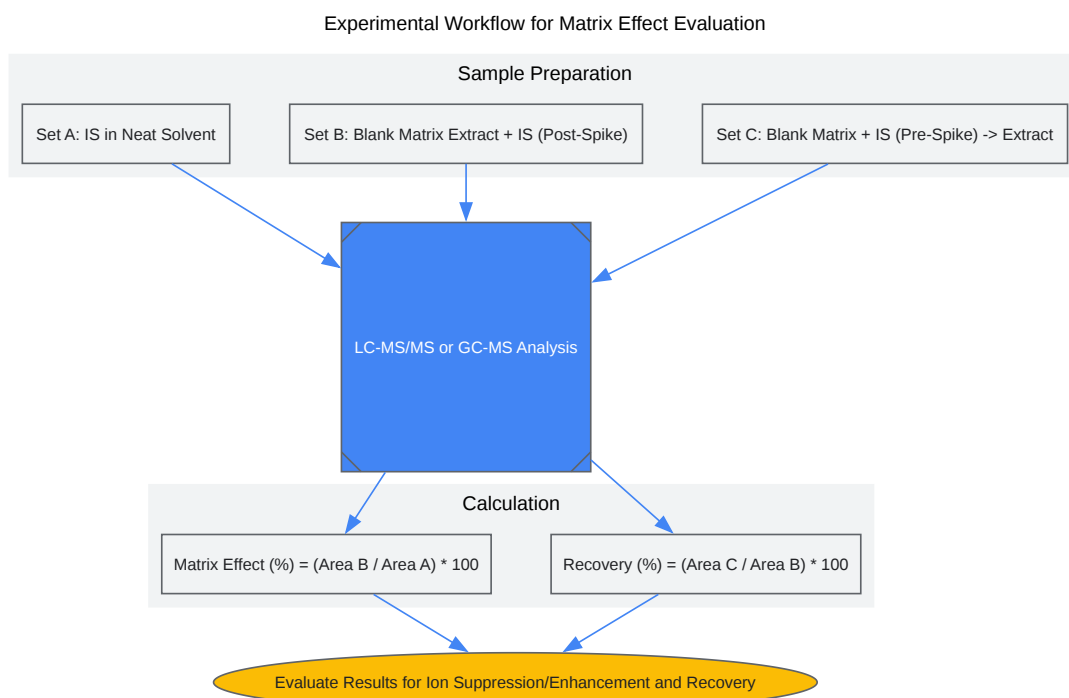 Experimental Workflow for Matrix Effect Evaluation
Sample Preparation
Set A: IS in Neat Solvent
Set B: Blank Matrix Extract + IS (Post-Spike)
Set C: Blank Matrix + IS (Pre-Spike) -> Extract
LC-MS/MS or GC-MS Analysis
Calculation
Matrix Effect (%) = (Area B / Area A) * 100
Recovery (%) = (Area C / Area B) * 100
Evaluate Results for Ion Suppression/Enhancement and Recovery